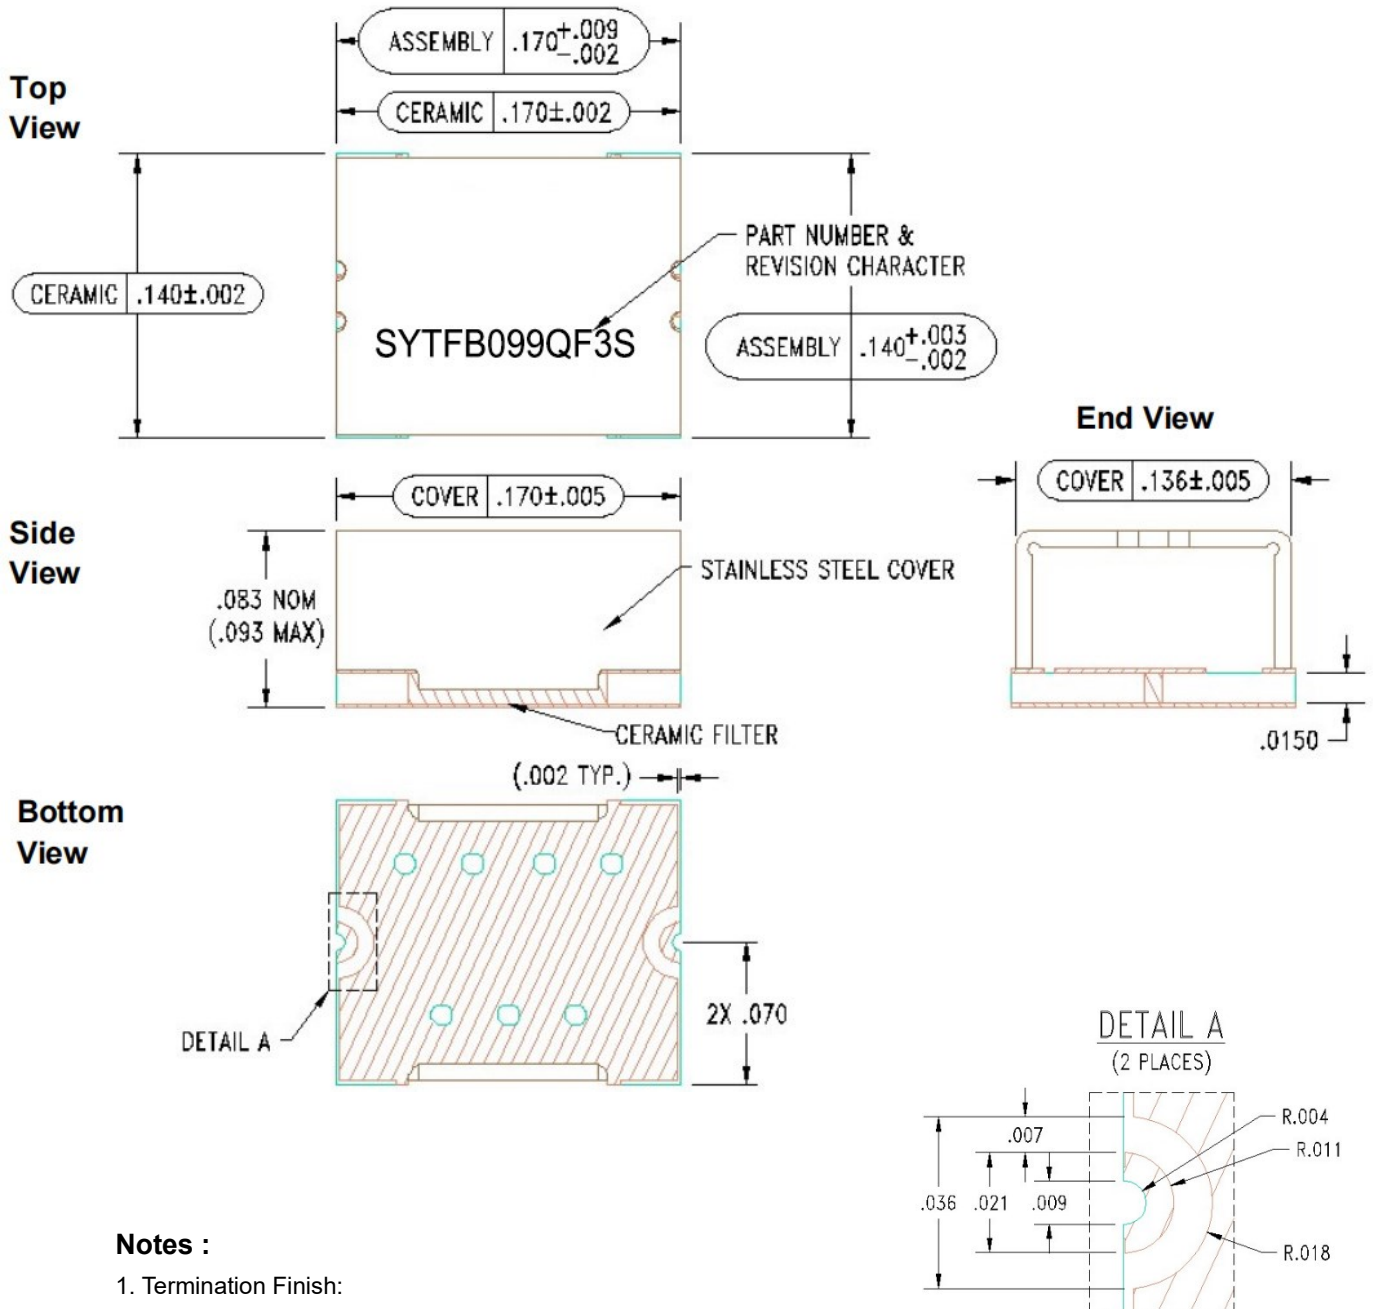 ASSEMBLY .170+.009
-.002
Top
View
CERAMIC .170±.002
PART NUMBER &
REVISION CHARACTER
CERAMIC .140±.002
SYTFB099QF3S
ASSEMBLY .140+.003
-.002
End View
COVER .170±.005
COVER .136±.005
Side
View
STAINLESS STEEL COVER
.083 NOM
(.093 MAX)
CERAMIC FILTER
.0150
(.002 TYP.)
Bottom
View
2X .070
DETAIL A
DETAIL A
(2 PLACES)
R.004
.007
R.011
.036 .021 .009
R.018
Notes :
1. Termination Finish: